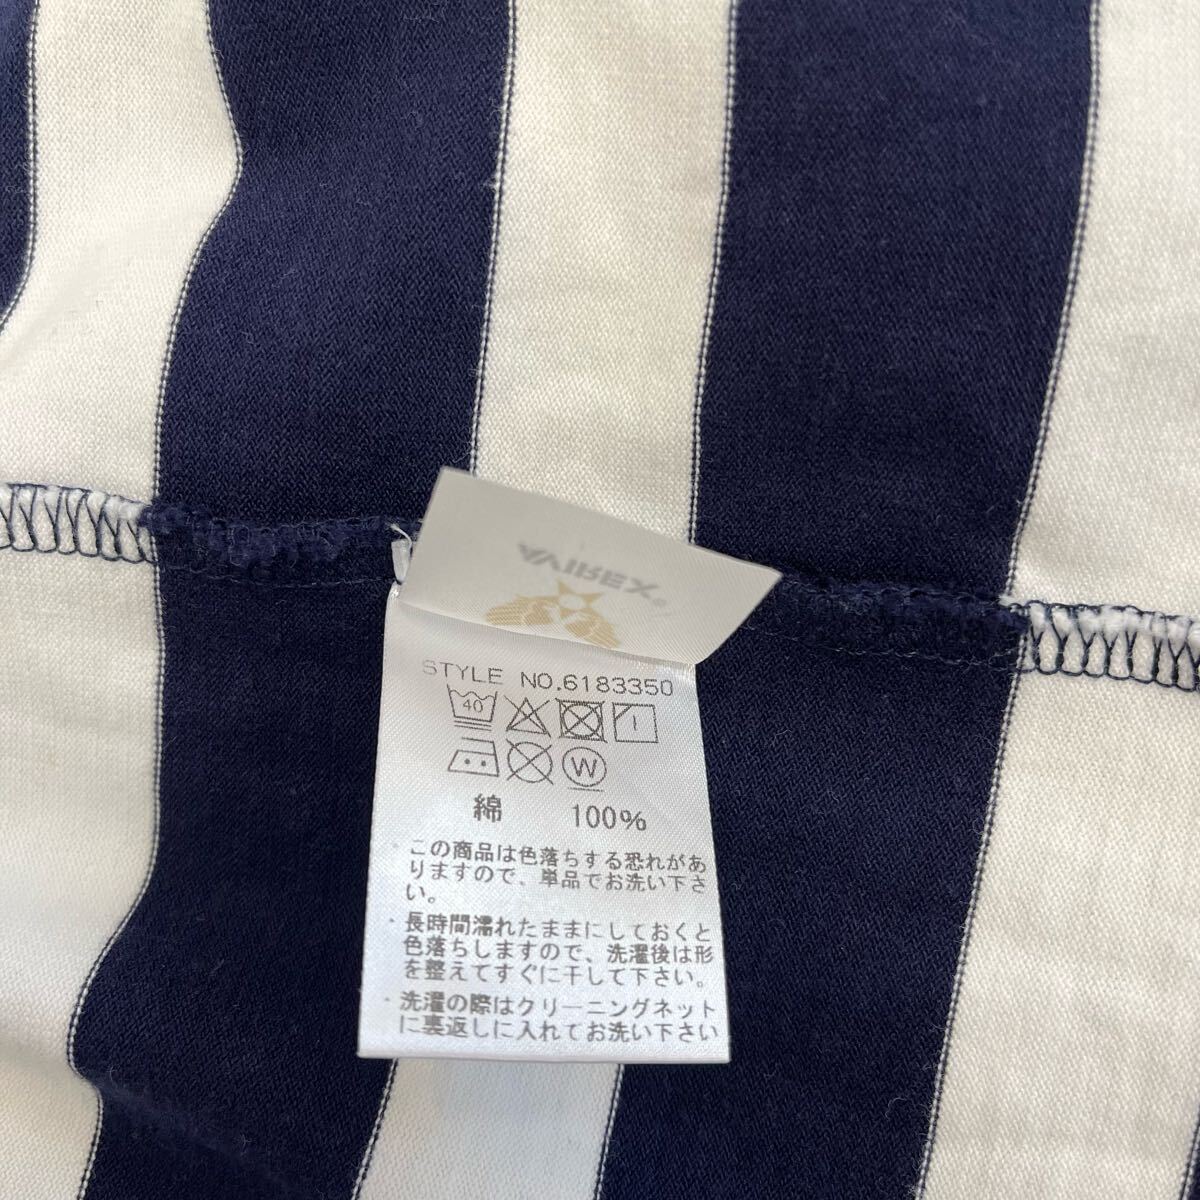 AVIREX®
STYLE NO.6183350
40
W
綿 100%
・この商品は色落ちする恐れがあ
りますので、単品でお洗い下さ
い。
・長時間濡れたままにしておくと
色落ちしますので、洗濯後は形
を整えてすぐに干して下さい。
・洗濯の際はクリーニングネット
に裏返しに入れてお洗い下さい